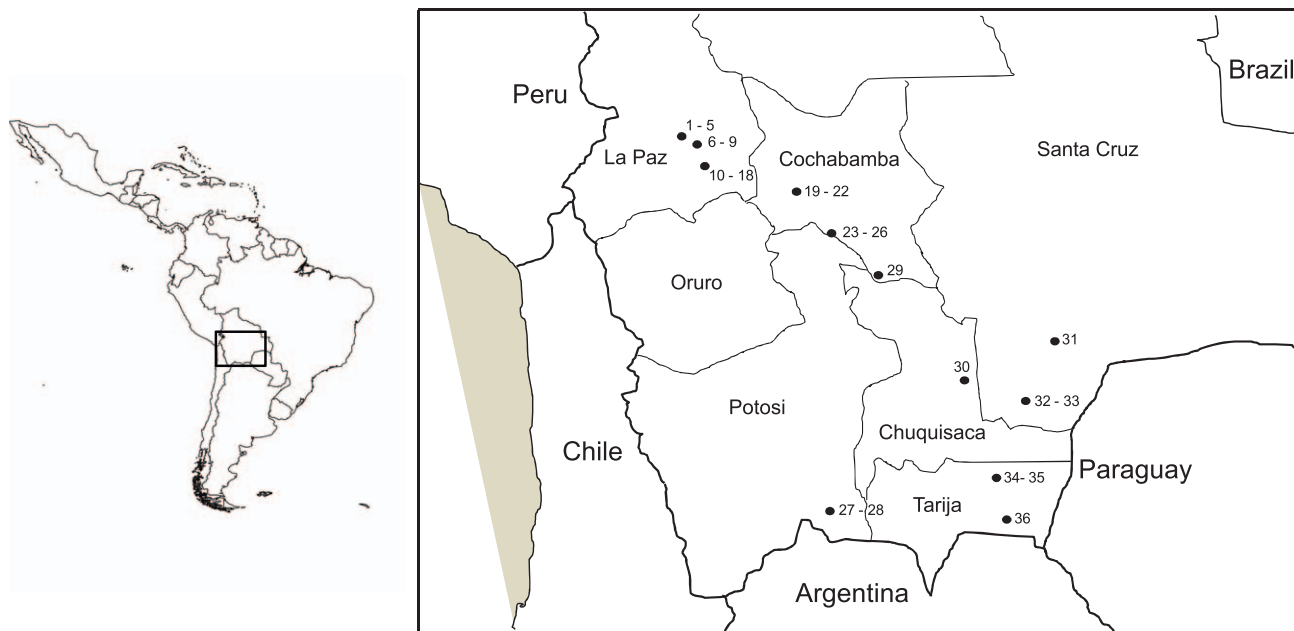 Brazil
Peru
1 - 5
6 - 9
La Paz
Cochabamba
Santa Cruz
10 - 18
19 - 22
23 - 26
29
Oruro
31
30
32 - 33
Potosi
Chuquisaca
Chile
Paraguay
34- 35
Tarija
27 - 28
36
Argentina